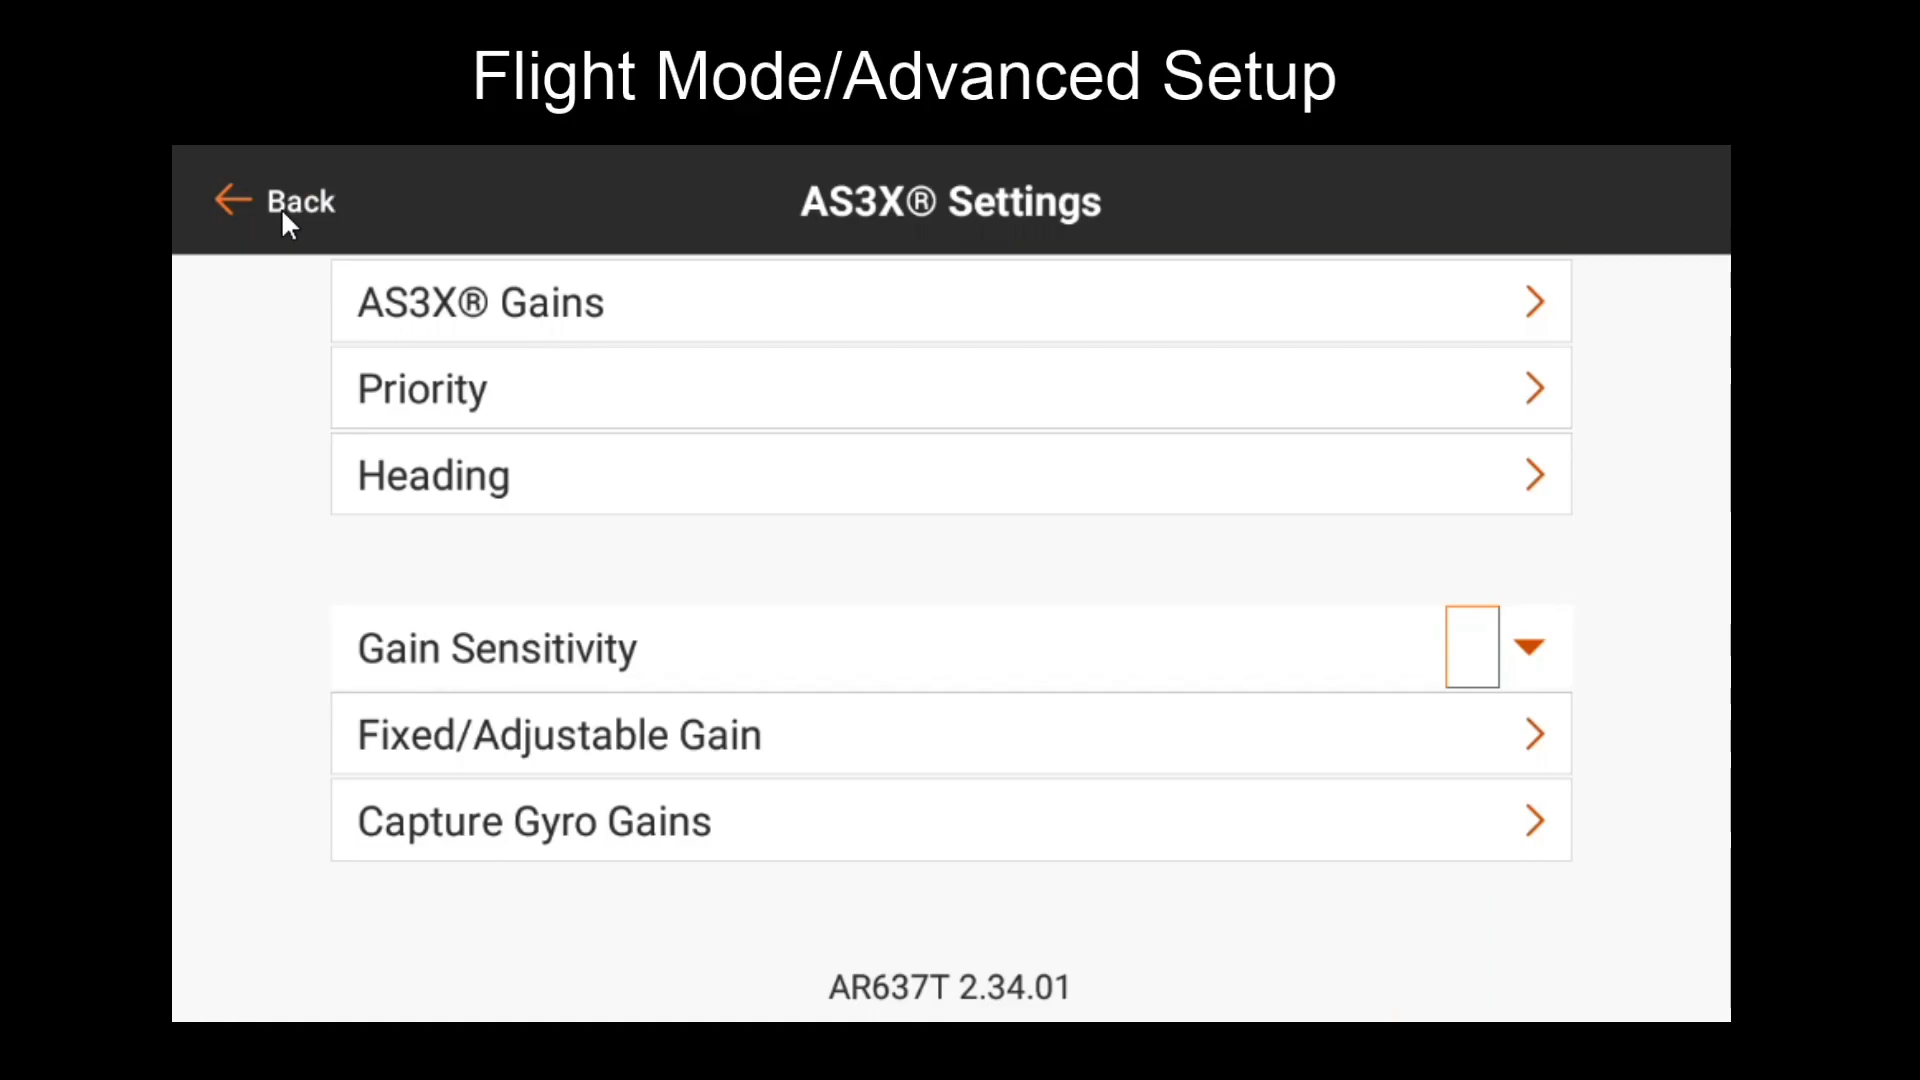 Flight Mode/Advanced Setup
Back
AS3X® Settings
AS3X® Gains
Priority
Heading
Gain Sensitivity
Fixed/Adjustable Gain
Capture Gyro Gains
AR637T 2.34.01